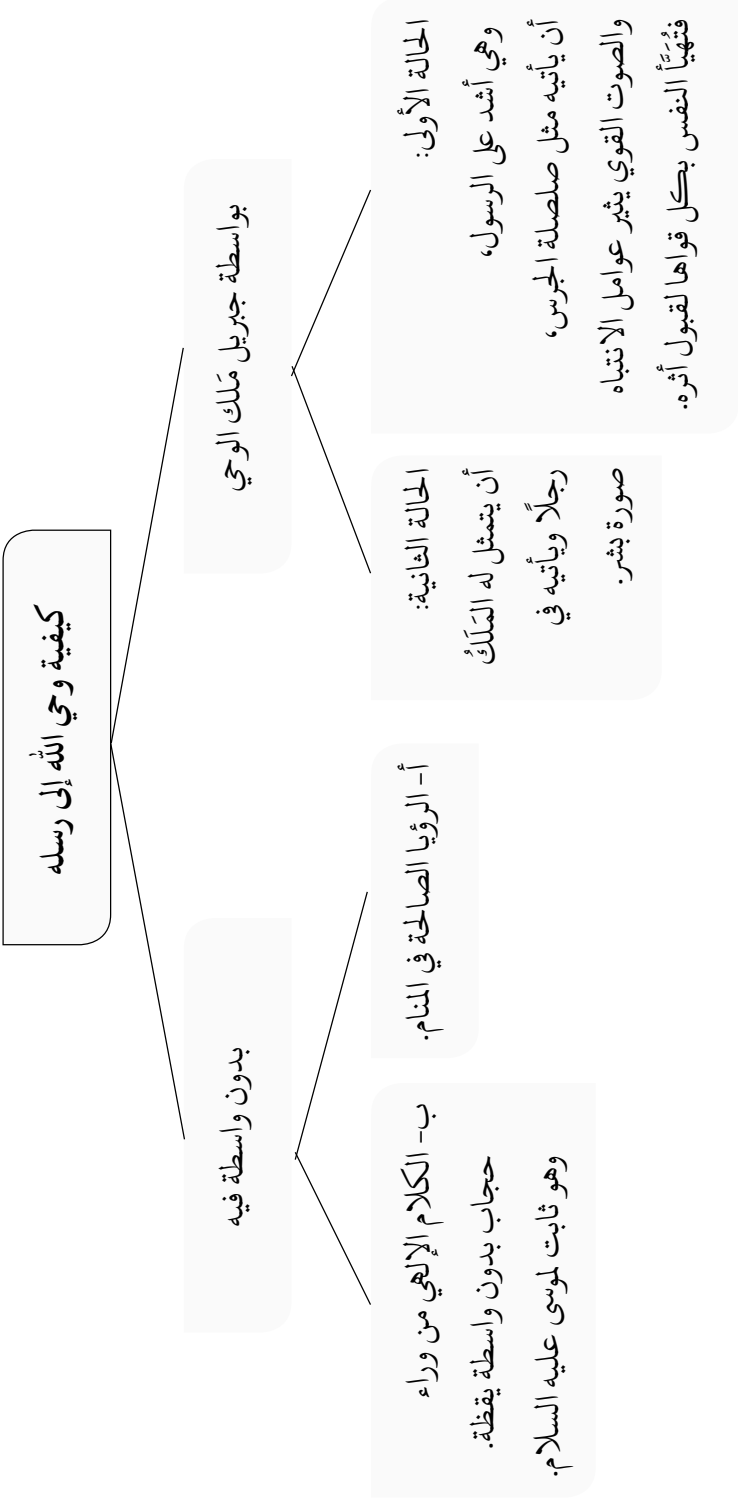 كيفية وحي الله إلى رسله
بواسطة جبريل مَلك الوحي
الحالة الأولى:
وهي أشد على الرسول،
أن يأتيه مثل صلصلة الجرس،
والصوت القوي يثير عوامل الانتباه
فتُهَيَّأ النفس بكل قواها لقبول أثره.
الحالة الثانية:
أن يتمثل له المَلَكُ
رجلًا ويأتيه في
صورة بشر.
بدون واسطة فيه
أ- الرؤيا الصالحة في المنام.
ب- الكلام الإلهي من وراء
حجاب بدون واسطة يقظة.
وهو ثابت لموسى عليه السلام.